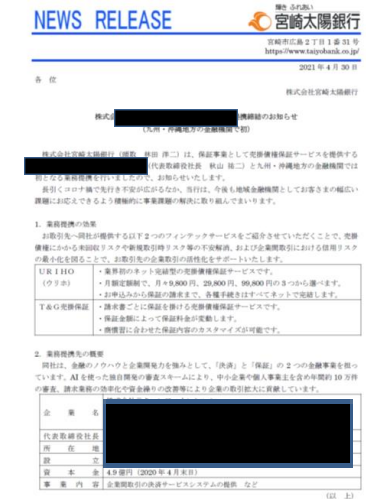 NEWS RELEASE
輝き ふれあい
宮崎太陽銀行
宮崎市広島2丁目1番31号
https://www.taiyobank.co.jp/
2021年4月30日
各 位
株式会社宮崎太陽銀行
株式会 携締結のお知らせ
(九州・沖縄地方の金融機関で初)
株式会社宮崎太陽銀行(頭取 林田 洋二)は、保証事業として売掛債権保証サービスを提供する
(代表取締役社長 秋山 祐二)と九州・沖縄地方の金融機関では
初となる業務提携を行いましたので、お知らせいたします。
長引くコロナ禍で先行き不安が広がるなか、当行は、今後も地域金融機関としてお客さまの幅広い
課題にお応えできるよう積極的に事業課題の解決に取り組んでまいります。
1.業務提携の効果
お取引先へ同社が提供する以下2つのフィンテックサービスをご紹介させていただくことで、売掛
債権にかかる未回収リスクや新規取引時リスク等の不安解消、および企業間取引における信用リスク
の最小化を図ることで、お取引先の企業取引の活性化をサポートいたします。
URIHO ・業界初のネット完結型の売掛債権保証サービスです。
(ウリホ) ・月額定額制で、月々9,800円、29,800円、99,800円の3つから選べます。
・お申込みから保証の請求まで、各種手続きはすべてネットで完結します。
T&G売掛保証 ・請求書ごとに保証を掛ける売掛債権保証サービスです。
・保証金額によって保証料金が変動します。
・商慣習に合わせた保証内容のカスタマイズが可能です。
2.業務提携先の概要
同社は、金融のノウハウと企業開発力を強みとして、「決済」と「保証」の2つの金融事業を担っ
ています。AIを使った独自開発の審査スキームにより、中小企業や個人事業主を含め年間約10万件
の審査、請求業務の効率化や資金繰りの改善等により企業の取引拡大に貢献しています。
企業名
代表取締役社長
所在地
設立
資本金 4.9億円(2020年4月末日)
事業内容 企業間取引の決済サービスシステムの提供 など
(以 上)